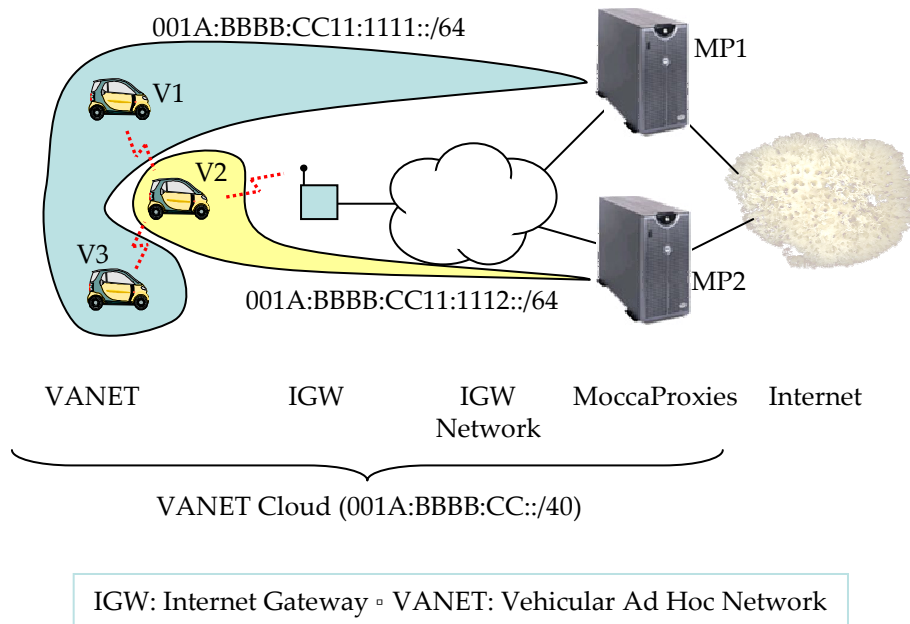 001A:BBBB:CC11:1111::/64
MP1
V1
V2
V3
MP2
001A:BBBB:CC11:1112::/64
VANET
IGW
IGW
Network
MoccaProxies
Internet
VANET Cloud (001A:BBBB:CC::/40)
IGW: Internet Gateway ▫ VANET: Vehicular Ad Hoc Network